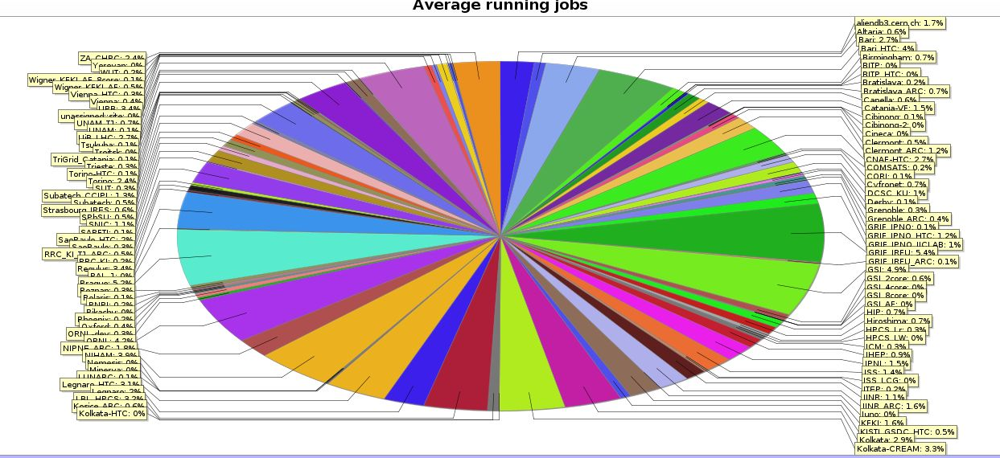 Average running jobs
ZA_CHPC: 2.4%
Yerevan: 0%
WUT: 0.2%
Wigner_KFKI_AF_8core: 0.1%
Wigner_KFKI_AF: 0.5%
Vienna_HTC: 0.3%
Vienna: 0.4%
UPB: 3.4%
unassigned_site: 0%
UNAM_T1: 0.7%
UNAM: 0.1%
UiB_LHC: 2.7%
Tsukuba: 0.1%
Troitsk: 0%
TriGrid_Catania: 0.1%
Trieste: 0.3%
Torino-HTC: 0.1%
Torino: 2.4%
SUT: 0.3%
Subatech_CCIPL: 1.3%
Subatech: 0.5%
Strasbourg_IRES: 0.6%
SPbSU: 0.5%
SNIC: 1.1%
SARFTI: 0.1%
SaoPaulo_HTC: 2%
SaoPaulo: 0.3%
RRC_KI_T1_ARC: 0.5%
RRC-KI: 0.2%
Regulus: 3.4%
RAL_1: 0%
Prague: 5.2%
Poznan: 0.3%
Polaris: 0.1%
PNPI: 0.2%
Pikachu: 0%
Phoenix: 0.2%
Oxford: 0.4%
ORNL-dev: 0.3%
ORNL: 4.2%
NIPNE_ARC: 1.8%
NIHAM: 3.9%
Nemesis: 0%
Minerva: 0%
LUNARC: 0.1%
Legnaro_HTC: 3.1%
Legnaro: 2%
LBL_HPCS: 3.2%
Kosice_ARC: 0.6%
Kolkata-HTC: 0%
aliendb3.cern.ch: 1.7%
Altaria: 0.6%
Bari: 2.7%
Bari_HTC: 4%
Birmingham: 0.7%
BITP: 0%
BITP_HTC: 0%
Bratislava: 0.2%
Bratislava_ARC: 0.7%
Capella: 0.6%
Catania-VF: 1.5%
Cibinong: 0.1%
Cibinong-2: 0%
Cineca: 0%
Clermont: 0.5%
Clermont_ARC: 1.2%
CNAF-HTC: 2.7%
COMSATS: 0.2%
CORI: 0.1%
Cyfronet: 0.7%
DCSC_KU: 1%
Derby: 0.1%
Grenoble: 0.3%
Grenoble_ARC: 0.4%
GRIF_IPNO: 0.1%
GRIF_IPNO_HTC: 1.2%
GRIF_IPNO_IJCLAB: 1%
GRIF_IRFU: 5.4%
GRIF_IRFU_ARC: 0.1%
GSI: 4.9%
GSI_2core: 0.6%
GSI_4core: 0%
GSI_8core: 0%
GSI_AF: 0%
HIP: 0.7%
Hiroshima: 0.7%
HPCS_Lr: 0.3%
HPCS_LW: 0%
ICM: 0.3%
IHEP: 0.9%
IPNL: 1.5%
ISS: 1.4%
ISS_LCG: 0%
ITEP: 0.2%
JINR: 1.1%
JINR_ARC: 1.6%
Juno: 0%
KFKI: 1.6%
KISTI_GSDC_HTC: 0.5%
Kolkata: 2.9%
Kolkata-CREAM: 3.3%